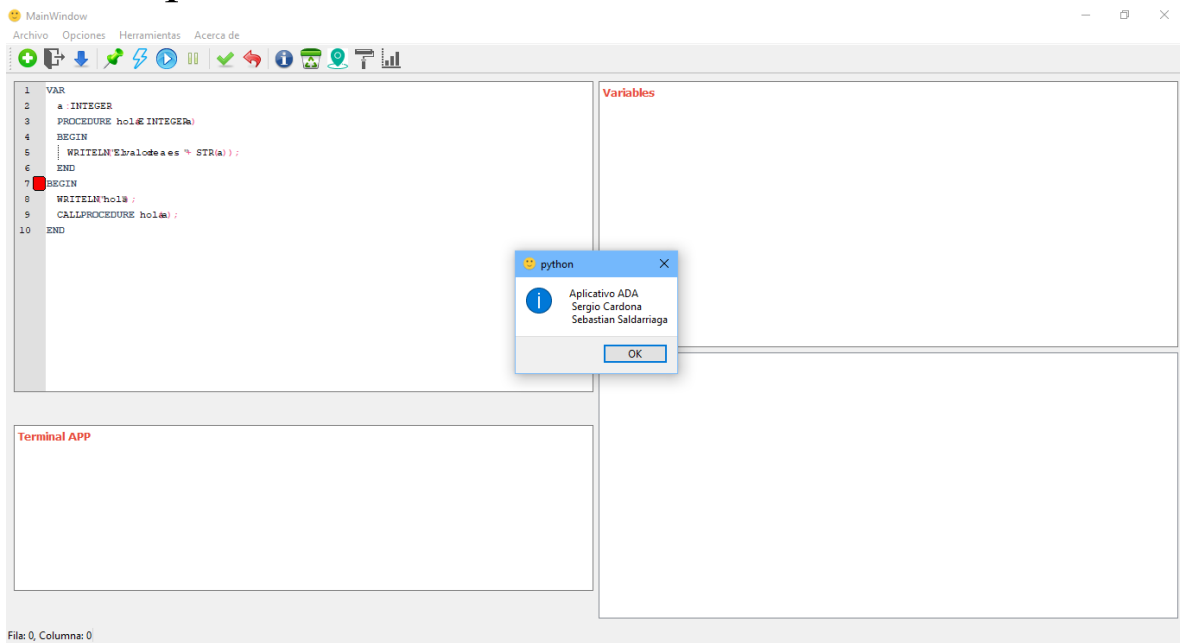 MainWindow
Archivo Opciones Herramientas Acerca de
1 VAR
2 a :INTEGER
3 PROCEDURE INTEGER
4 BEGIN
5 WRITELN STR(a));
6 END
7 BEGIN
8 WRITELN ;
9 CALLPROCEDURE ;
10 END
Variables
python
Aplicativo ADA
Sergio Cardona
Sebastian Saldarriaga
OK
Terminal APP
Fila: 0, Columna: 0